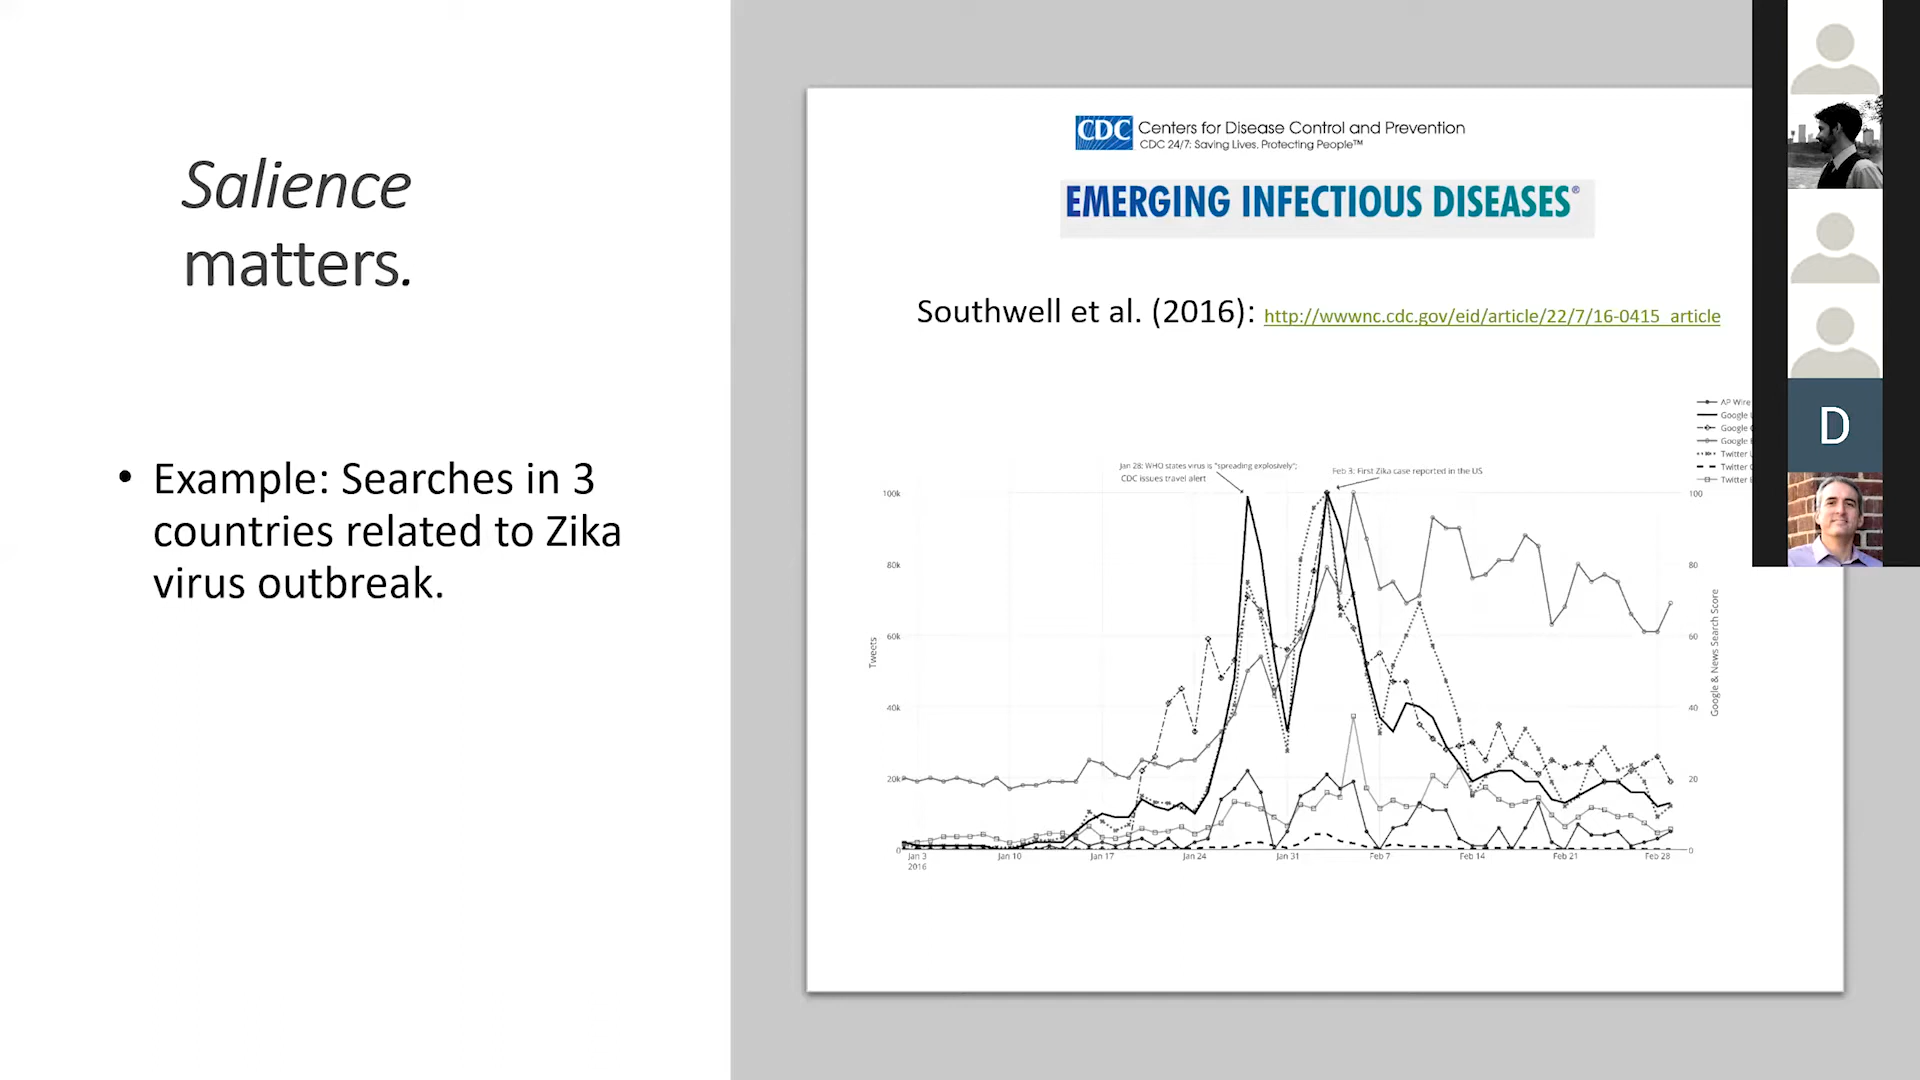 Salience
matters.
• Example: Searches in 3
countries related to Zika
virus outbreak.
CDC
Centers for Disease Control and Prevention
CDC 24/7: Saving Lives. Protecting People™
EMERGING INFECTIOUS DISEASES®
Southwell et al. (2016): http://wwwnc.cdc.gov/eid/article/22/7/16-0415_article
AP Wire
Google
Google
Google
Twitter
Twitter
Twitter
Jan 28: WHO states virus is "spreading explosively";
CDC issues travel alert
Feb 3: First Zika case reported in the US
100k
80k
60k
40k
20k
0
Tweets
100
80
60
40
20
0
Google & News Search Score
Jan 3
2016
Jan 10
Jan 17
Jan 24
Jan 31
Feb 7
Feb 14
Feb 21
Feb 28
D